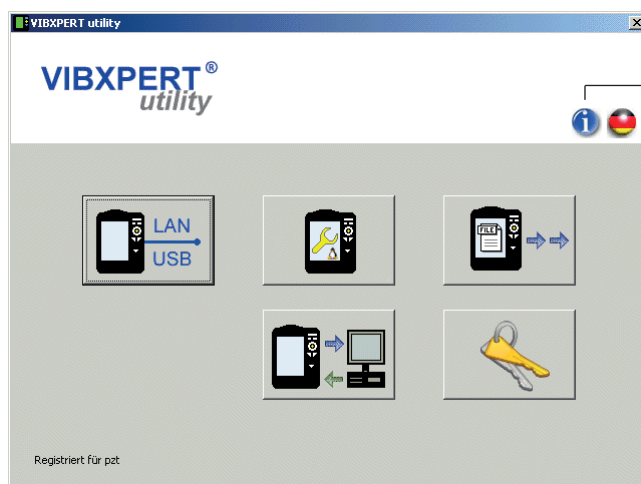 VIBXPERT utility
VIBXPERT®
utility
i
LAN
USB
FILE
Registriert für pzt